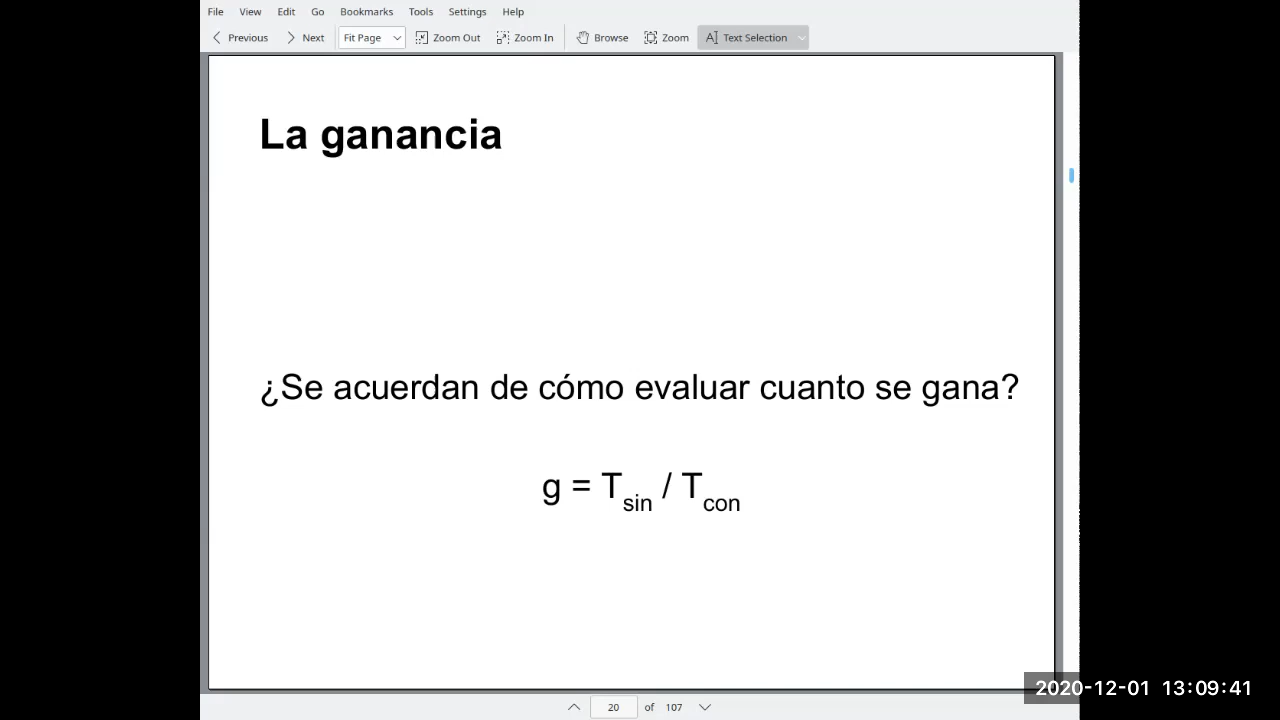 File View Edit Go Bookmarks Tools Settings Help
Previous Next Fit Page Zoom Out Zoom In Browse Zoom Text Selection
La ganancia
¿Se acuerdan de cómo evaluar cuanto se gana?
g = Tsin / Tcon
2020-12-01 13:09:41
20 of 107